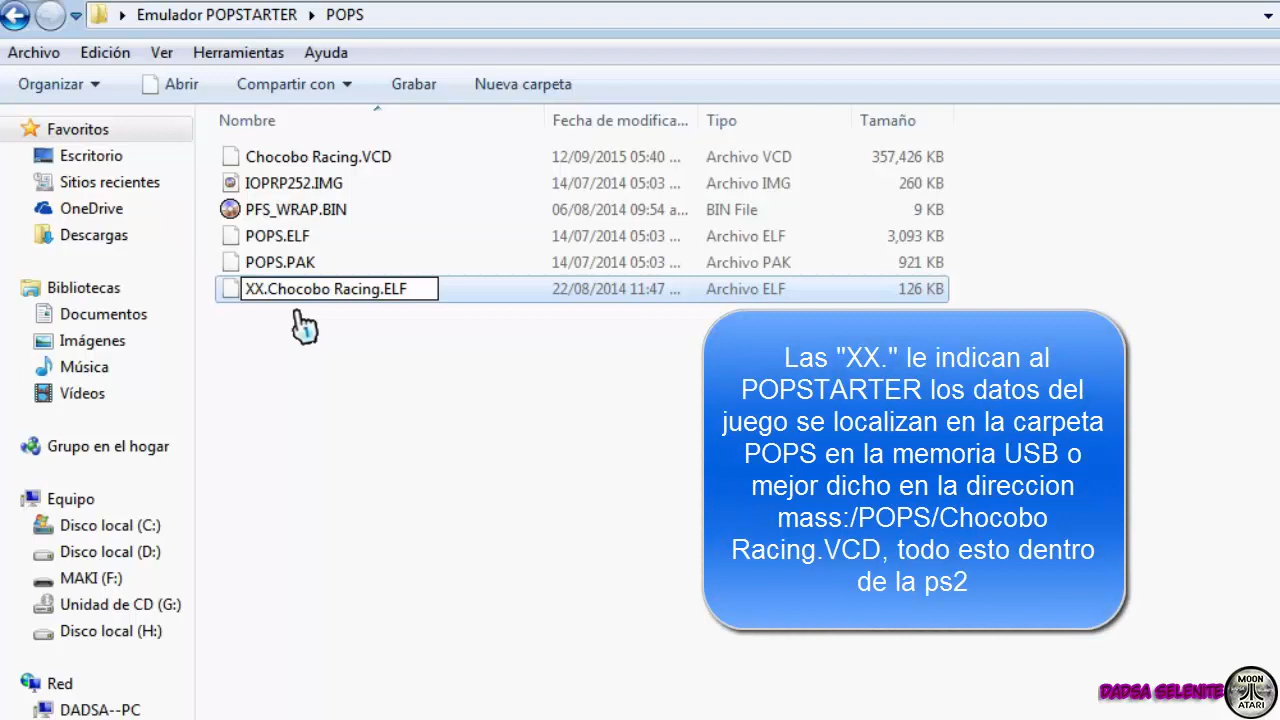 Emulador POPSTARTER POPS
Archivo Edición Ver Herramientas Ayuda
Organizar Abrir Compartir con Grabar Nueva carpeta
Nombre Fecha de modifica... Tipo Tamaño
Favoritos
Escritorio
Sitios recientes
OneDrive
Descargas
Bibliotecas
Documentos
Imágenes
Música
Vídeos
Grupo en el hogar
Equipo
Disco local (C:)
Disco local (D:)
MAKI (F:)
Unidad de CD (G:)
Disco local (H:)
Red
DADSA--PC
Chocobo Racing.VCD 12/09/2015 05:40 ... Archivo VCD 357,426 KB
IOPRP252.IMG 14/07/2014 05:03 ... Archivo IMG 260 KB
PFS_WRAP.BIN 06/08/2014 09:54 a... BIN File 9 KB
POPS.ELF 14/07/2014 05:03 ... Archivo ELF 3,093 KB
POPS.PAK 14/07/2014 05:03 ... Archivo PAK 921 KB
XX.Chocobo Racing.ELF 22/08/2014 11:47 ... Archivo ELF 126 KB
Las "XX." le indican al
POPSTARTER los datos del
juego se localizan en la carpeta
POPS en la memoria USB o
mejor dicho en la direccion
mass:/POPS/Chocobo
Racing.VCD, todo esto dentro
de la ps2
DADSA SELENITE
MOON
ATARI